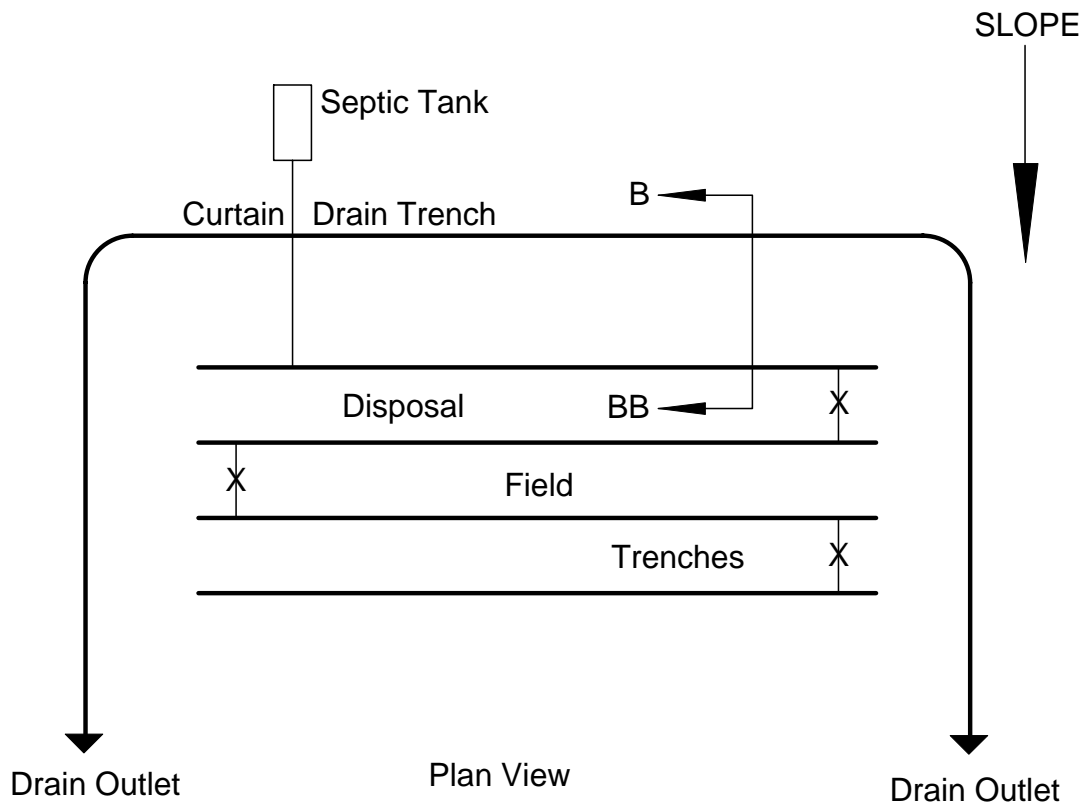 SLOPE
Septic Tank
B
Curtain Drain Trench
Disposal
BB
X
X
Field
Trenches
X
Drain Outlet
Plan View
Drain Outlet